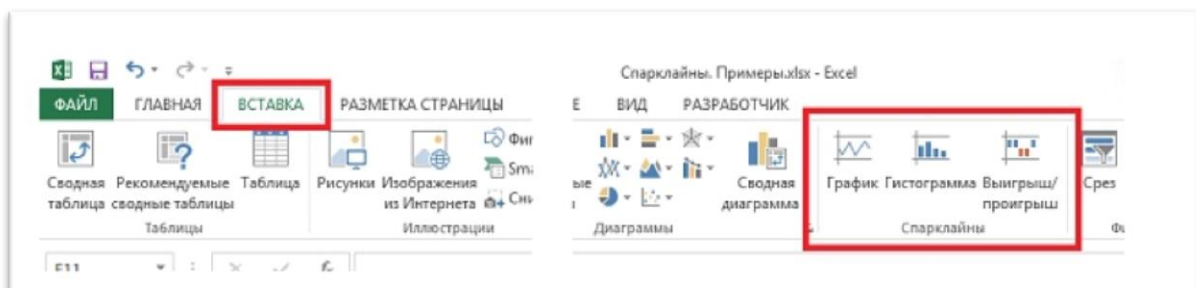 Спарклайны. Примеры.xlsx - Excel
ФАЙЛ ГЛАВНАЯ ВСТАВКА РАЗМЕТКА СТРАНИЦЫ
Е ВИД РАЗРАБОТЧИК
Сводная таблица
Рекомендуемые сводные таблицы
Таблица
Таблицы
Рисунки
Изображения из Интернета
Иллюстрации
Диаграммы
Сводная диаграмма
График
Гистограмма
Выигрыш/
проигрыш
Спарклайны
Срез
F11